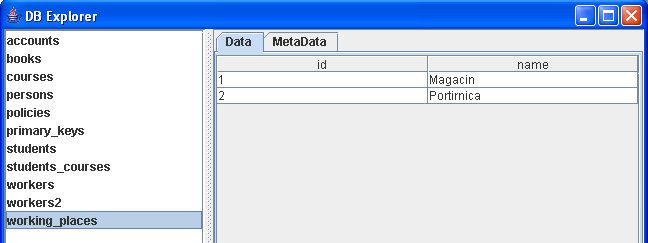 DB Explorer
accounts
books
courses
persons
policies
primary_keys
students
students_courses
workers
workers2
working_places
Data MetaData
id name
1 Magacin
2 Portirnica